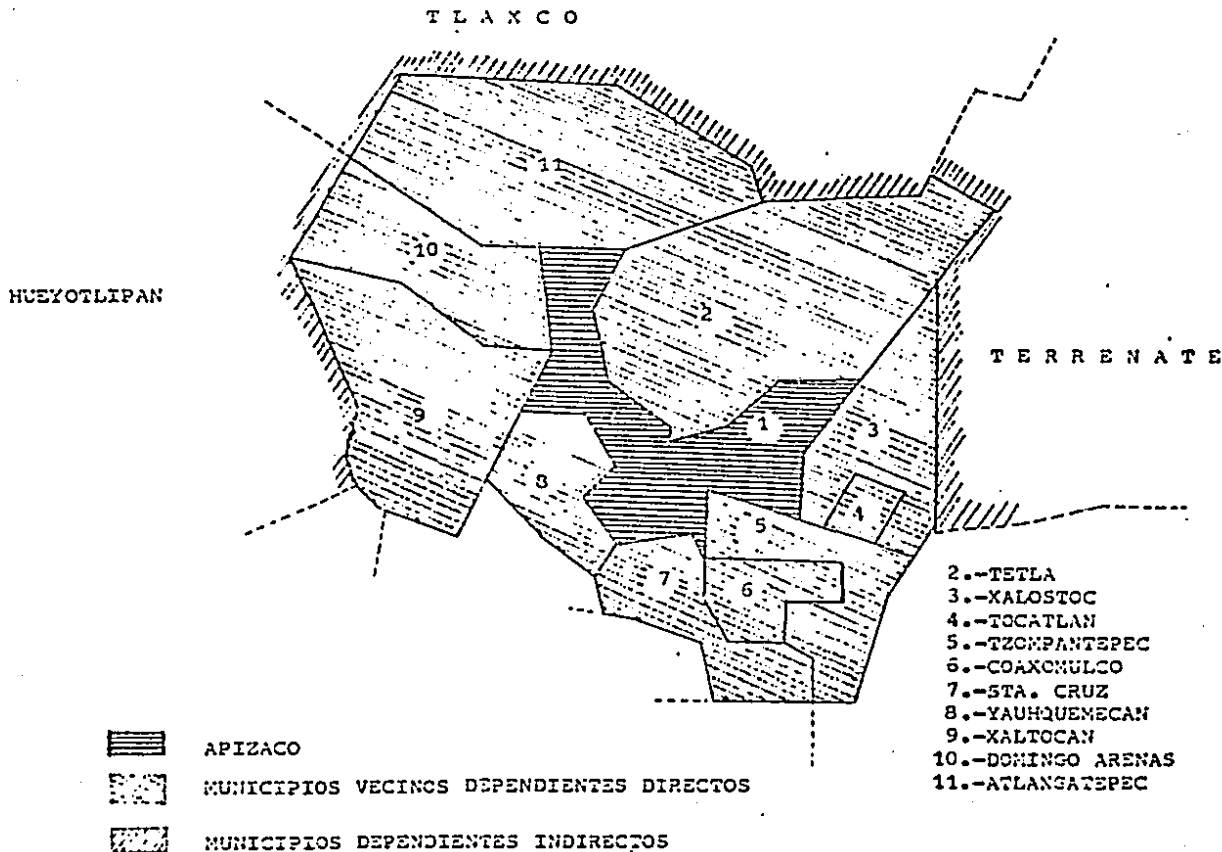 TLAXCO
11
10
HUEYOTLIPAN
2
TERRENATE
9
1
3
8
4
5
7
6
2.-TETLA
3.-XALOSTOC
4.-TOCATLAN
5.-TZOMPANTEPEC
6.-COAXOMULCO
7.-STA. CRUZ
8.-YAUHQUEMECAN
9.-XALTOCAN
10.-DOMINGO ARENAS
11.-ATLANGATEPEC
APIZACO
MUNICIPIOS VECINOS DEPENDIENTES DIRECTOS
MUNICIPIOS DEPENDIENTES INDIRECTOS